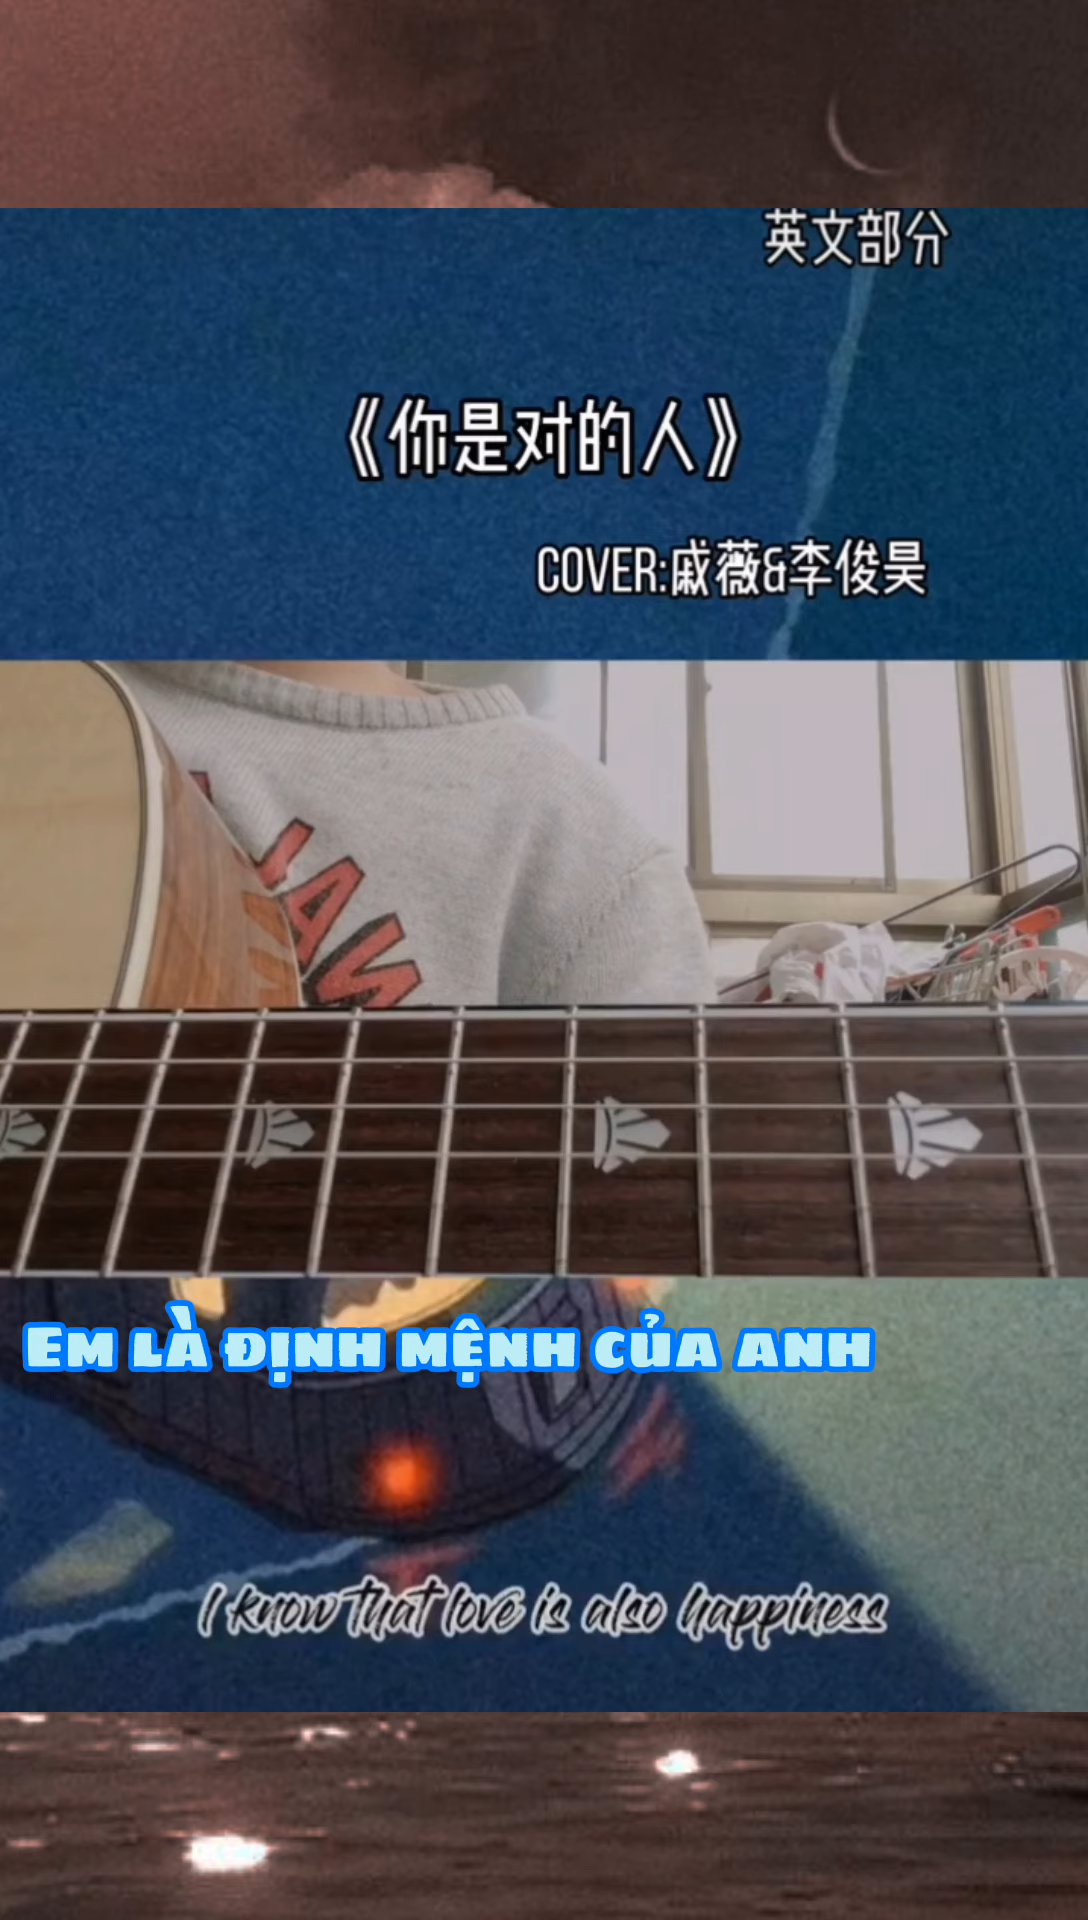 英文部分
《你是对的人》
COVER:戚薇&李俊昊
EM LÀ ĐỊNH MỆNH CỦA ANH
I know that love is also happiness